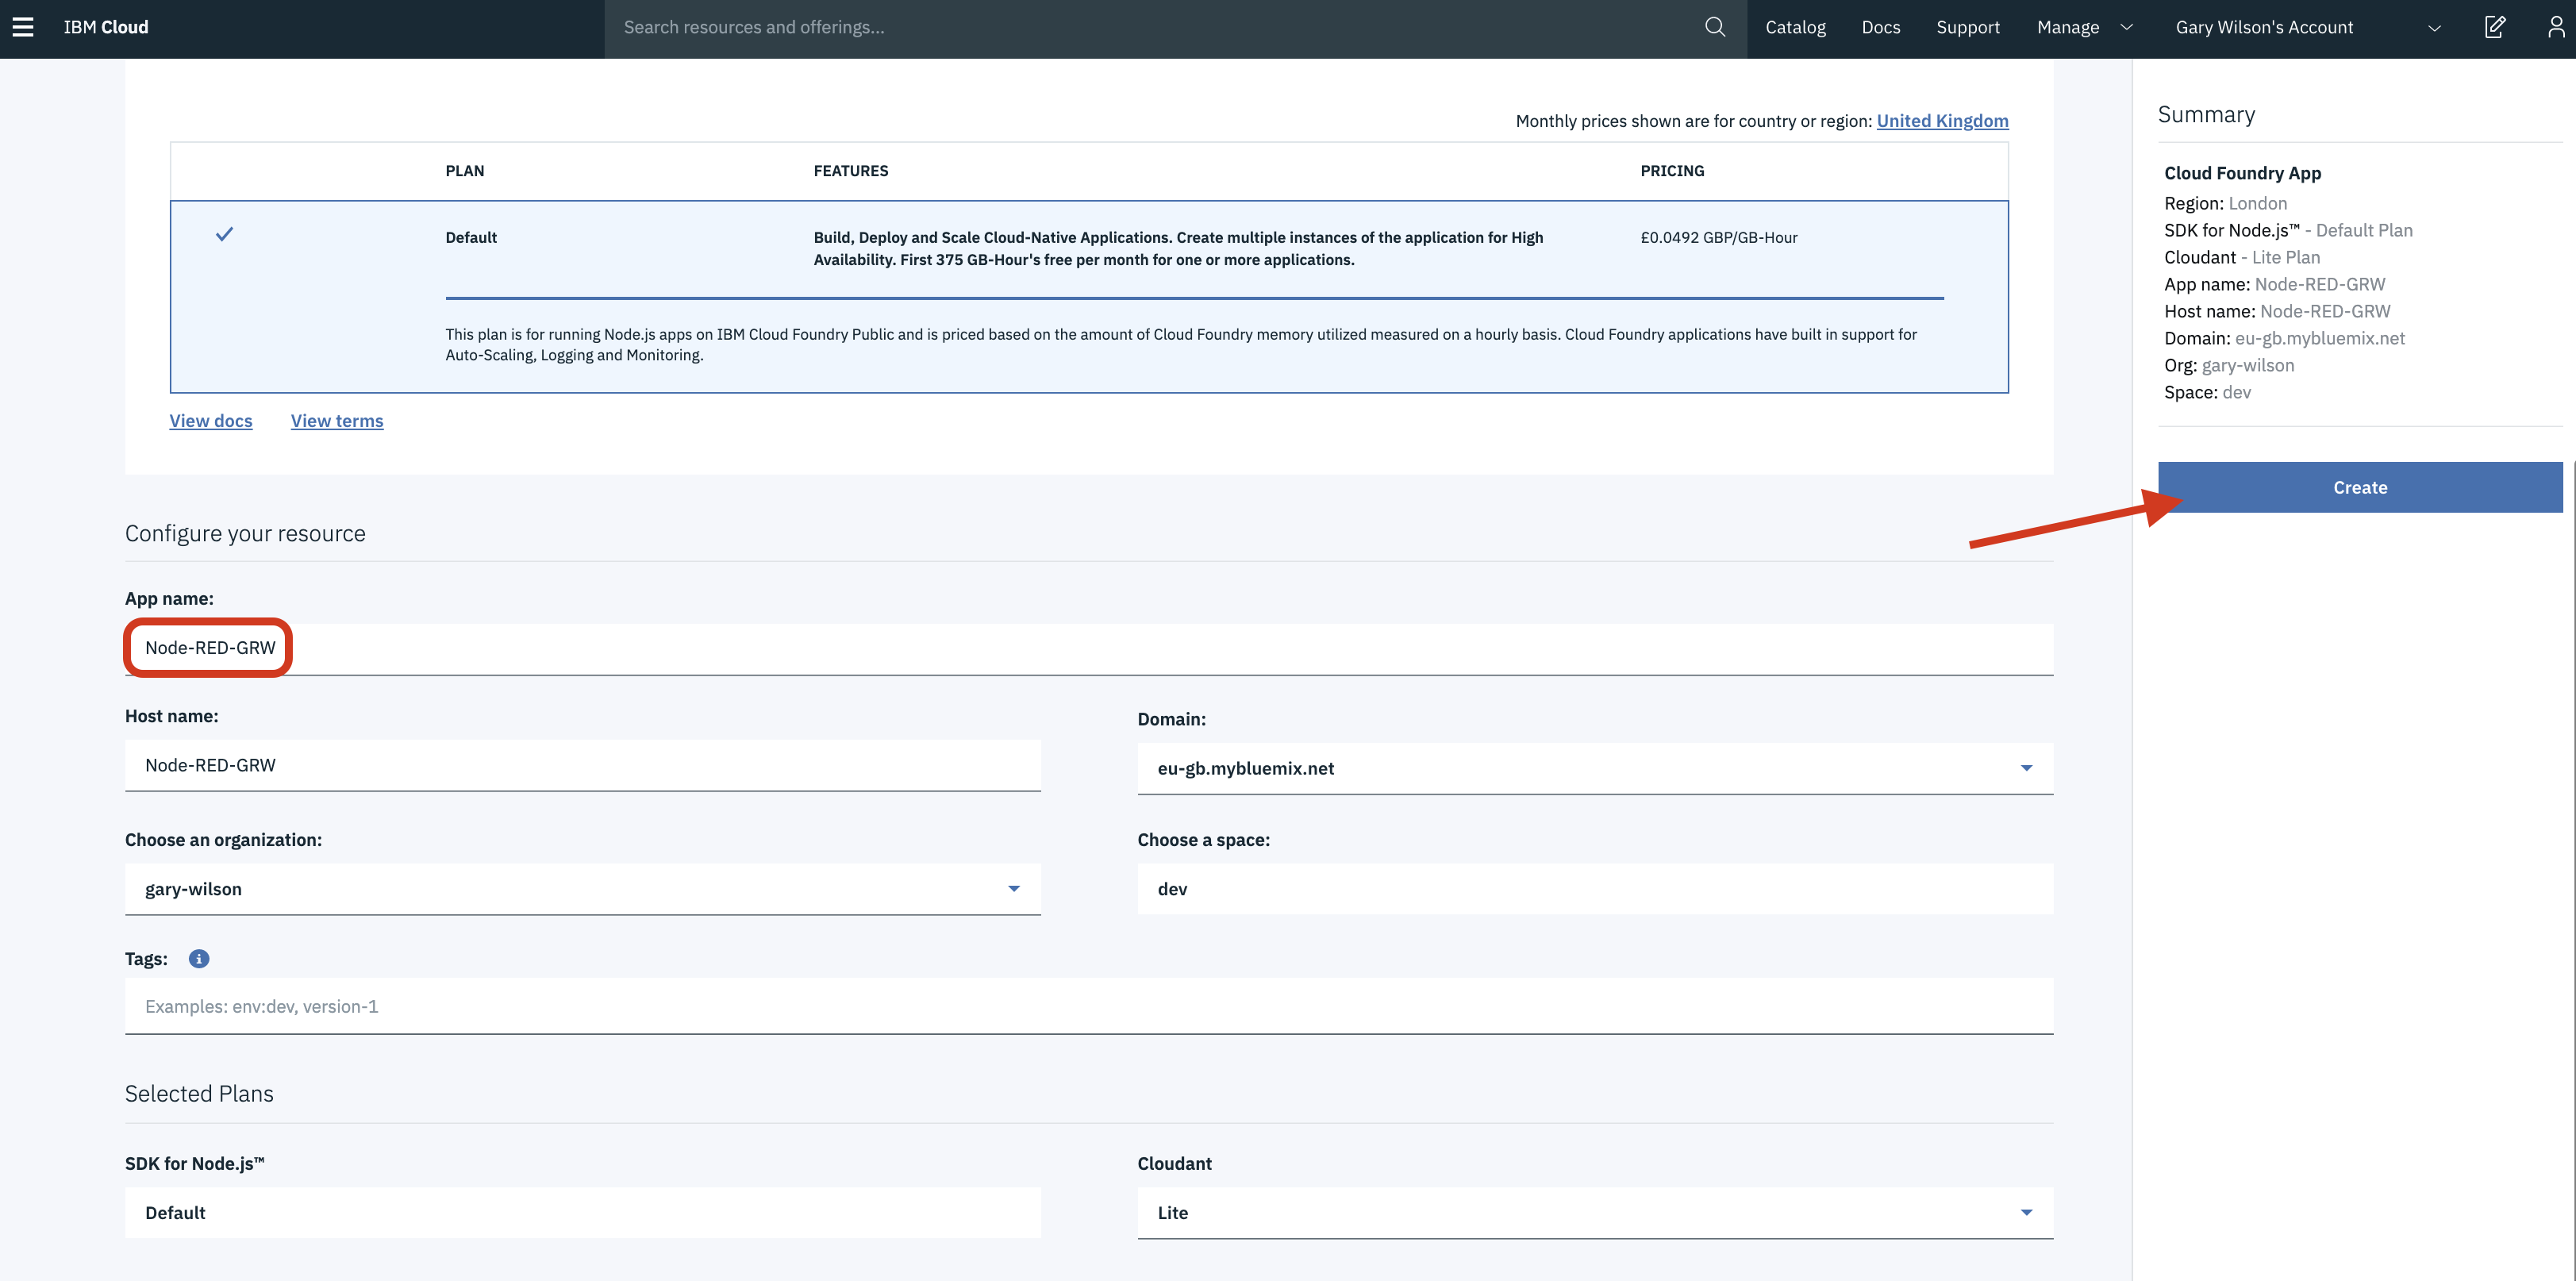 IBM Cloud
Search resources and offerings...
Catalog
Docs
Support
Manage
Gary Wilson's Account
Monthly prices shown are for country or region: United Kingdom
PLAN
FEATURES
PRICING
Default
Build, Deploy and Scale Cloud-Native Applications. Create multiple instances of the application for High
Availability. First 375 GB-Hour's free per month for one or more applications.
£0.0492 GBP/GB-Hour
This plan is for running Node.js apps on IBM Cloud Foundry Public and is priced based on the amount of Cloud Foundry memory utilized measured on a hourly basis. Cloud Foundry applications have built in support for
Auto-Scaling, Logging and Monitoring.
View docs
View terms
Configure your resource
App name:
Node-RED-GRW
Host name:
Node-RED-GRW
Domain:
eu-gb.mybluemix.net
Choose an organization:
gary-wilson
Choose a space:
dev
Tags:
Examples: env:dev, version-1
Selected Plans
SDK for Node.js™
Default
Cloudant
Lite
Summary
Cloud Foundry App
Region: London
SDK for Node.js™ - Default Plan
Cloudant - Lite Plan
App name: Node-RED-GRW
Host name: Node-RED-GRW
Domain: eu-gb.mybluemix.net
Org: gary-wilson
Space: dev
Create